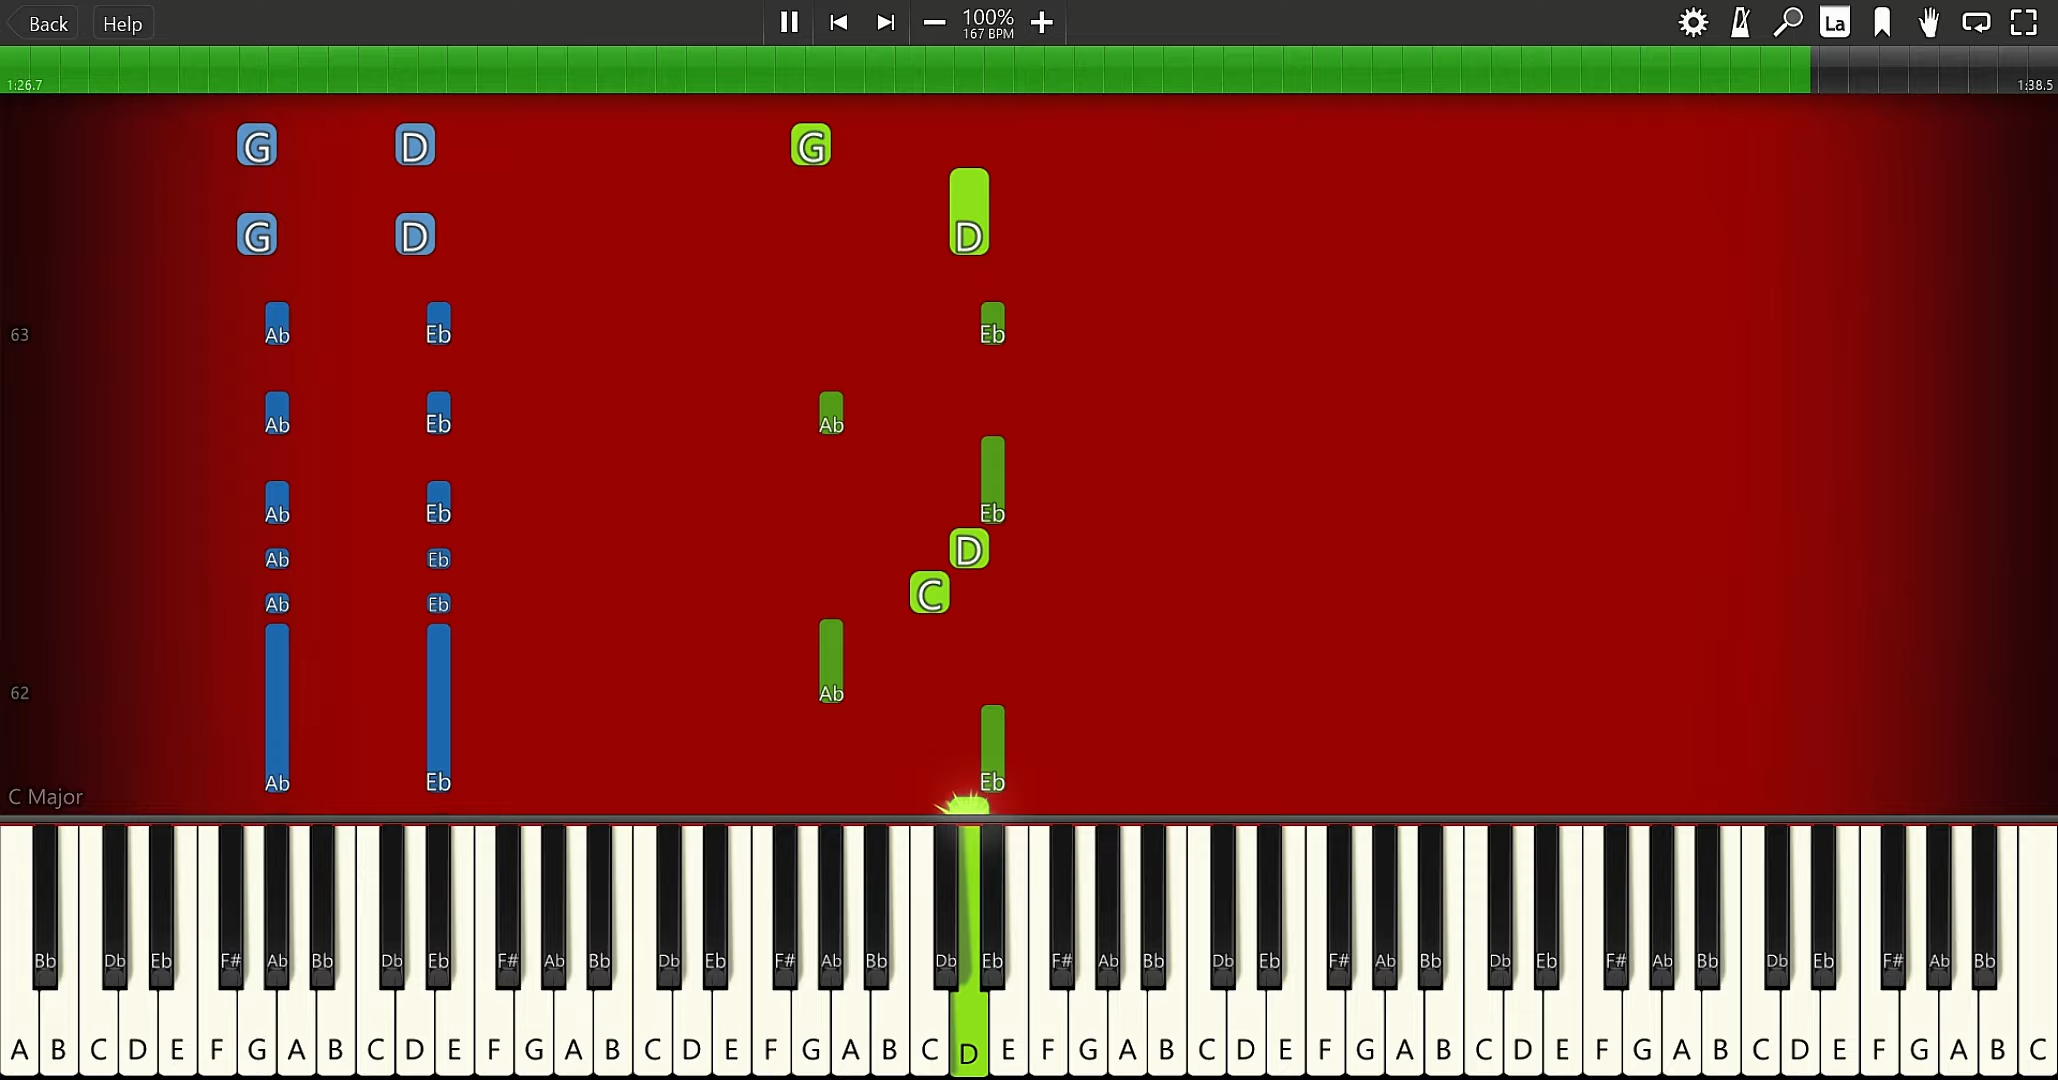 Back Help 100% La
167 BPM
1:26.7 1:38.5
G D G
G D D
63 Ab Eb Eb
Ab Eb Ab
Ab Eb Eb
Ab Eb D
Ab Eb C
62 Ab
Ab Eb Eb
C Major
Bb Db Eb F# Ab Bb Db Eb F# Ab Bb Db Eb F# Ab Bb Db Eb F# Ab Bb Db Eb F# Ab Bb Db Eb F# Ab Bb Db Eb F# Ab Bb
A B C D E F G A B C D E F G A B C D E F G A B C D E F G A B C D E F G A B C D E F G A B C D E F G A B C